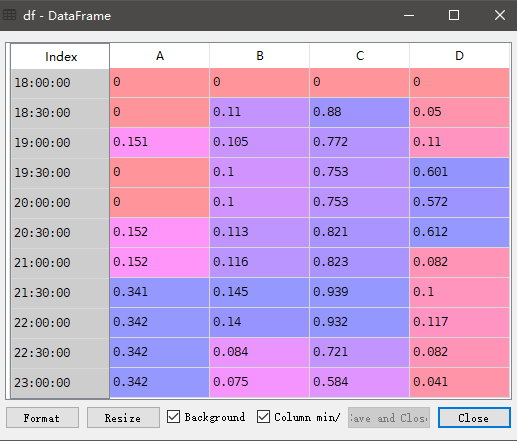 df - DataFrame
Index A B C D
18:00:00 0 0 0 0
18:30:00 0 0.11 0.88 0.05
19:00:00 0.151 0.105 0.772 0.11
19:30:00 0 0.1 0.753 0.601
20:00:00 0 0.1 0.753 0.572
20:30:00 0.152 0.113 0.821 0.612
21:00:00 0.152 0.116 0.823 0.082
21:30:00 0.341 0.145 0.939 0.1
22:00:00 0.342 0.14 0.932 0.117
22:30:00 0.342 0.084 0.721 0.082
23:00:00 0.342 0.075 0.584 0.041
Format Resize Background Column min/ ave and Clos Close